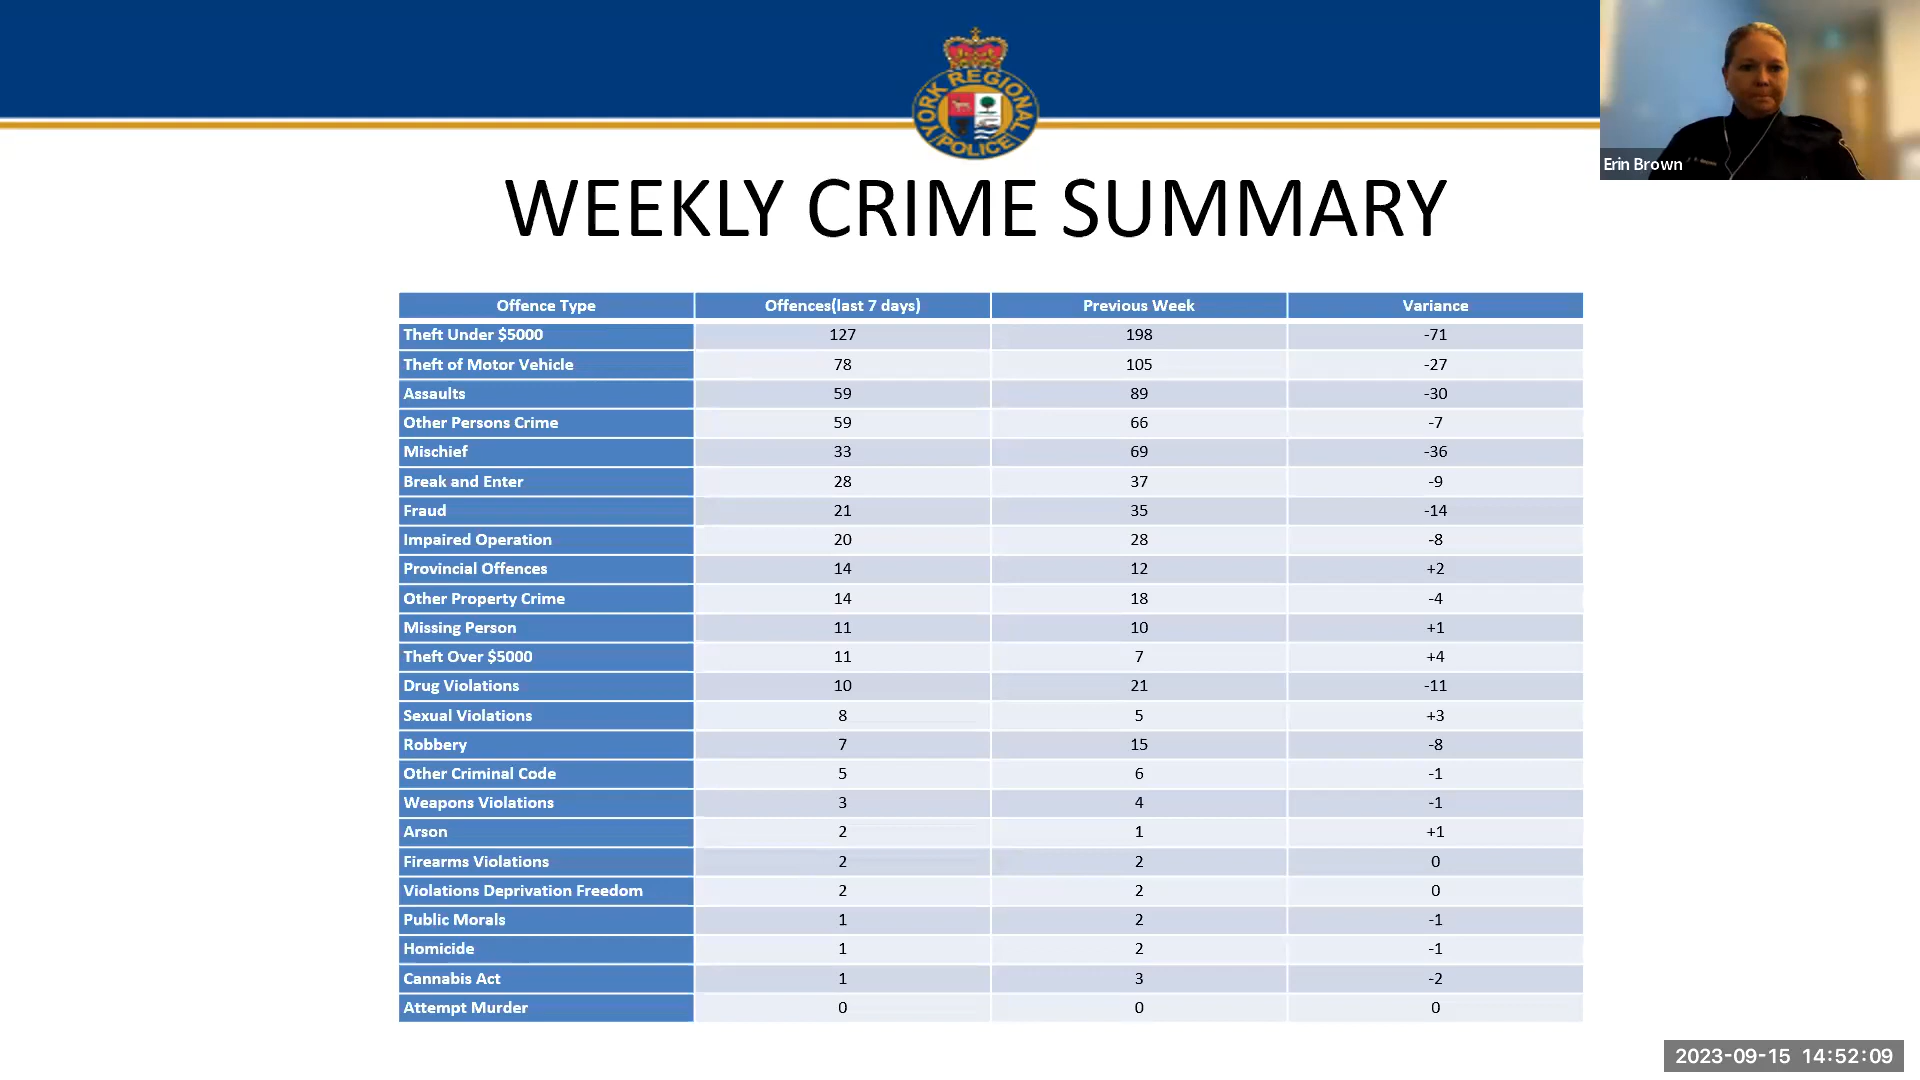 YORK REGIONAL POLICE
Erin Brown
WEEKLY CRIME SUMMARY
Offence Type Offences(last 7 days) Previous Week Variance
Theft Under $5000 127 198 -71
Theft of Motor Vehicle 78 105 -27
Assaults 59 89 -30
Other Persons Crime 59 66 -7
Mischief 33 69 -36
Break and Enter 28 37 -9
Fraud 21 35 -14
Impaired Operation 20 28 -8
Provincial Offences 14 12 +2
Other Property Crime 14 18 -4
Missing Person 11 10 +1
Theft Over $5000 11 7 +4
Drug Violations 10 21 -11
Sexual Violations 8 5 +3
Robbery 7 15 -8
Other Criminal Code 5 6 -1
Weapons Violations 3 4 -1
Arson 2 1 +1
Firearms Violations 2 2 0
Violations Deprivation Freedom 2 2 0
Public Morals 1 2 -1
Homicide 1 2 -1
Cannabis Act 1 3 -2
Attempt Murder 0 0 0
2023-09-15 14:52:09